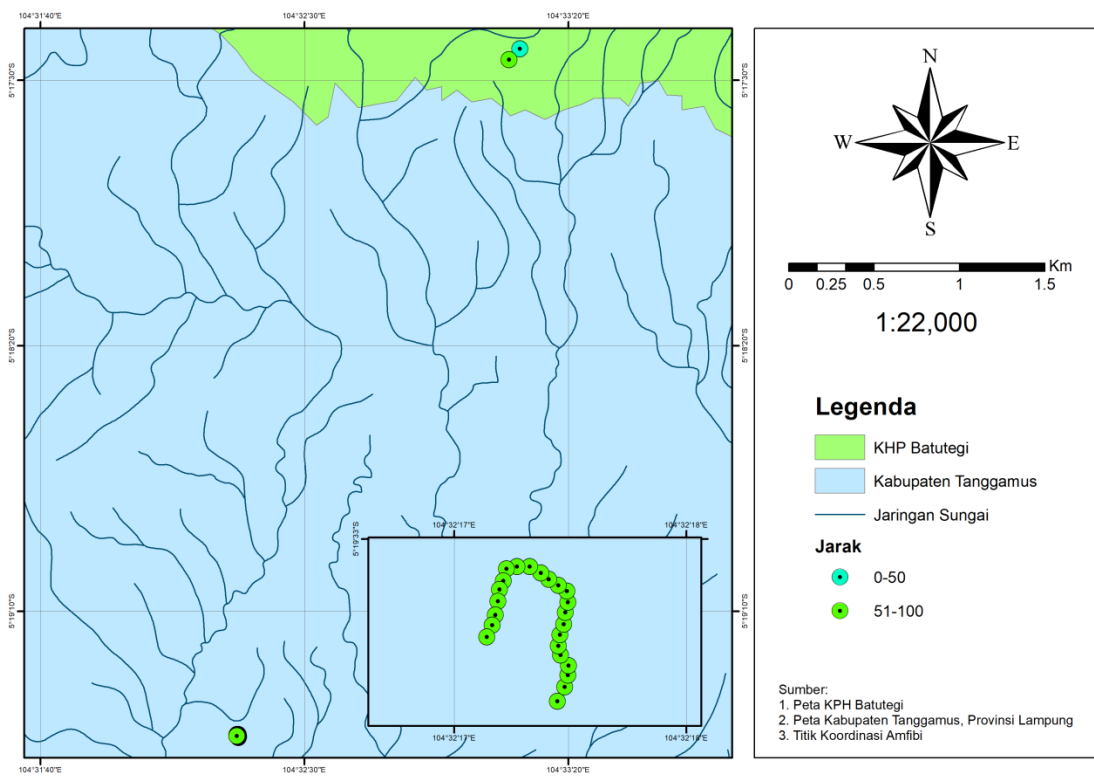 104°31'40"E
104°32'30"E
104°33'20"E
5°17'30"S
5°17'30"S
5°18'20"S
5°18'20"S
5°19'10"S
5°19'10"S
104°32'17"E
104°32'18"E
5°19'33"S
104°32'17"E
104°32'18"E
104°31'40"E
104°32'30"E
104°33'20"E
N
W
E
S
Km
0 0.25 0.5 1 1.5
1:22,000
Legenda
KHP Batutegi
Kabupaten Tanggamus
Jaringan Sungai
Jarak
0-50
51-100
Sumber:
1. Peta KPH Batutegi
2. Peta Kabupaten Tanggamus, Provinsi Lampung
3. Titik Koordinasi Amfibi